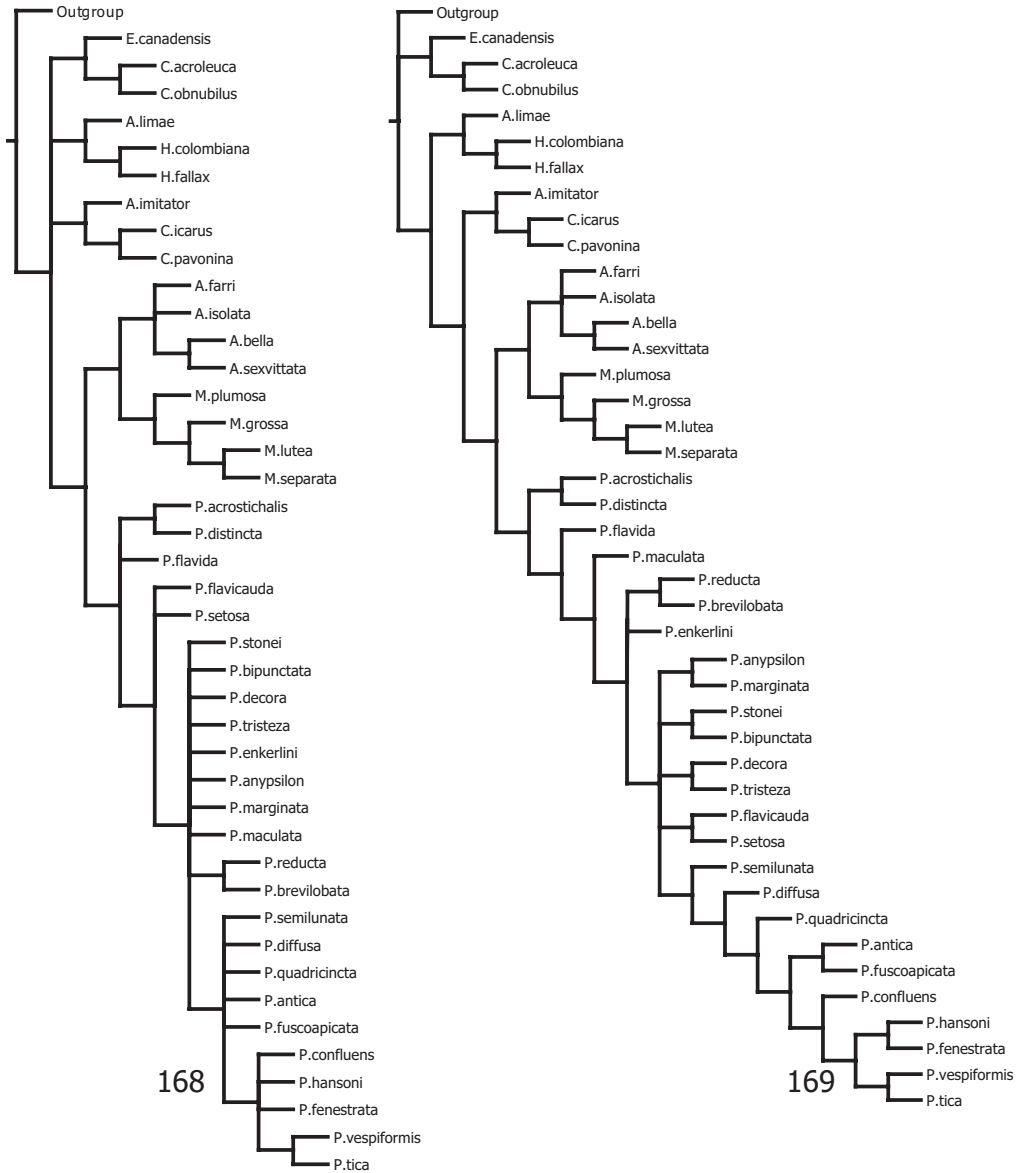 Outgroup
E.canadensis
C.acroleuca
C.obnubilus
A.limae
H.colombiana
H.fallax
A.imitator
C.icarus
C.pavonina
A.farri
A.isolata
A.bella
A.sexvittata
M.plumosa
M.grossa
M.lutea
M.separata
P.acrostichalis
P.distincta
P.flavida
P.flavicauda
P.setosa
P.stonei
P.bipunctata
P.decora
P.tristeza
P.enkerlini
P.anypsilon
P.marginata
P.maculata
P.reducta
P.brevilobata
P.semilunata
P.diffusa
P.quadricincta
P.antica
P.fuscoapicata
P.confluens
P.hansoni
P.fenestrata
P.vespiformis
P.tica
168
Outgroup
E.canadensis
C.acroleuca
C.obnubilus
A.limae
H.colombiana
H.fallax
A.imitator
C.icarus
C.pavonina
A.farri
A.isolata
A.bella
A.sexvittata
M.plumosa
M.grossa
M.lutea
M.separata
P.acrostichalis
P.distincta
P.flavida
P.maculata
P.reducta
P.brevilobata
P.enkerlini
P.anypsilon
P.marginata
P.stonei
P.bipunctata
P.decora
P.tristeza
P.flavicauda
P.setosa
P.semilunata
P.diffusa
P.quadricincta
P.antica
P.fuscoapicata
P.confluens
P.hansoni
P.fenestrata
P.vespiformis
P.tica
169